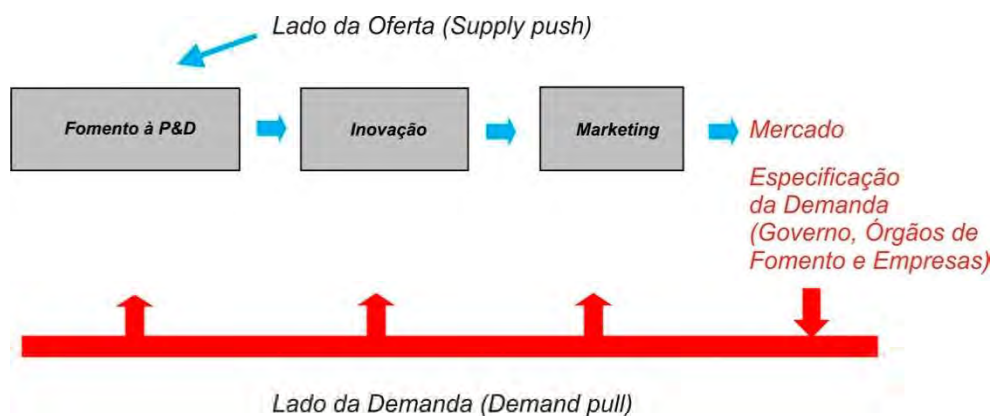 Lado da Oferta (Supply push)
Fomento à P&D
Inovação
Marketing
Mercado
Especificação
da Demanda
(Governo, Órgãos de
Fomento e Empresas)
Lado da Demanda (Demand pull)